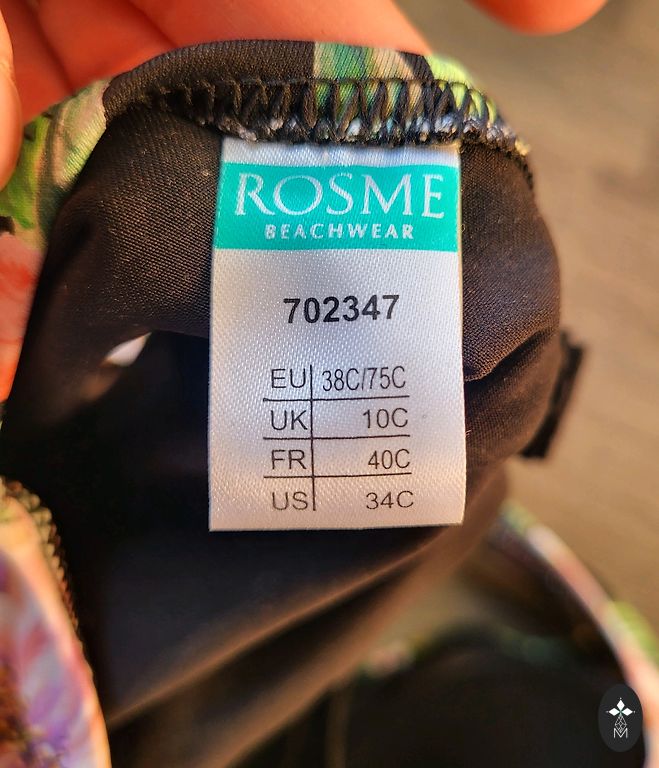 ROSME
BEACHWEAR
702347
EU 38C/75C
UK 10C
FR 40C
US 34C